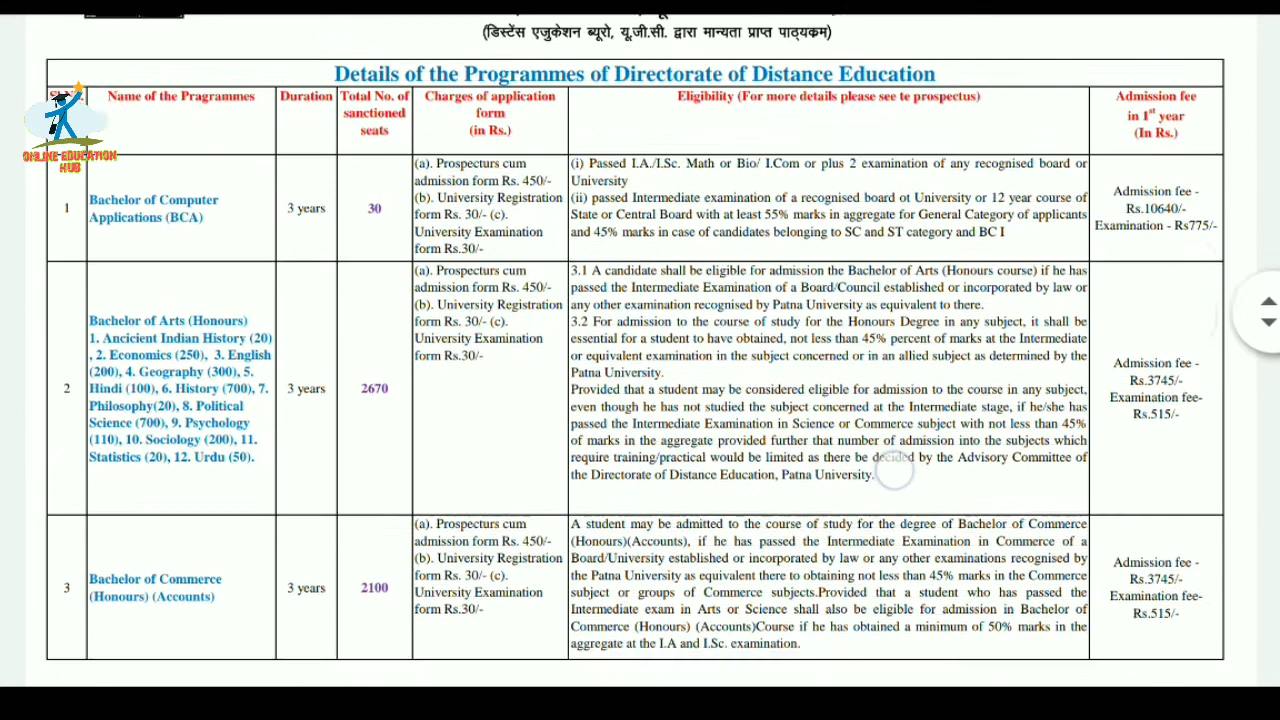 (डिस्टेंस एजुकेशन ब्यूरो, यू.जी.सी. द्वारा मान्यता प्राप्त पाठ्यक्रम)
Details of the Programmes of Directorate of Distance Education
Name of the Pragrammes
Duration
Total No. of
sanctioned
seats
Charges of application
form
(in Rs.)
Eligibility (For more details please see te prospectus)
Admission fee
in 1st year
(In Rs.)
ONLINE EDUCATION
HUB
1
Bachelor of Computer
Applications (BCA)
3 years
30
(a). Prospecturs cum
admission form Rs. 450/-
(b). University Registration
form Rs. 30/- (c).
University Examination
form Rs.30/-
(i) Passed I.A./I.Sc. Math or Bio/ I.Com or plus 2 examination of any recognised board or
University
(ii) passed Intermediate examination of a recognised board ot University or 12 year course of
State or Central Board with at least 55% marks in aggregate for General Category of applicants
and 45% marks in case of candidates belonging to SC and ST category and BC I
Admission fee -
Rs.10640/-
Examination - Rs775/-
2
Bachelor of Arts (Honours)
1. Ancicient Indian History (20)
, 2. Economics (250), 3. English
(200), 4. Geography (300), 5.
Hindi (100), 6. History (700), 7.
Philosophy(20), 8. Political
Science (700), 9. Psychology
(110), 10. Sociology (200), 11.
Statistics (20), 12. Urdu (50).
3 years
2670
(a). Prospecturs cum
admission form Rs. 450/-
(b). University Registration
form Rs. 30/- (c).
University Examination
form Rs.30/-
3.1 A candidate shall be eligible for admission the Bachelor of Arts (Honours course) if he has
passed the Intermediate Examination of a Board/Council established or incorporated by law or
any other examination recognised by Patna University as equivalent to there.
3.2 For admission to the course of study for the Honours Degree in any subject, it shall be
essential for a student to have obtained, not less than 45% percent of marks at the Intermediate
or equivalent examination in the subject concerned or in an allied subject as determined by the
Patna University.
Provided that a student may be considered eligible for admission to the course in any subject,
even though he has not studied the subject concerned at the Intermediate stage, if he/she has
passed the Intermediate Examination in Science or Commerce subject with not less than 45%
of marks in the aggregate provided further that number of admission into the subjects which
require training/practical would be limited as there be decided by the Advisory Committee of
the Directorate of Distance Education, Patna University.
Admission fee -
Rs.3745/-
Examination fee-
Rs.515/-
3
Bachelor of Commerce
(Honours) (Accounts)
3 years
2100
(a). Prospecturs cum
admission form Rs. 450/-
(b). University Registration
form Rs. 30/- (c).
University Examination
form Rs.30/-
A student may be admitted to the course of study for the degree of Bachelor of Commerce
(Honours)(Accounts), if he has passed the Intermediate Examination in Commerce of a
Board/University established or incorporated by law or any other examinations recognised by
the Patna University as equivalent there to obtaining not less than 45% marks in the Commerce
subject or groups of Commerce subjects.Provided that a student who has passed the
Intermediate exam in Arts or Science shall also be eligible for admission in Bachelor of
Commerce (Honours) (Accounts)Course if he has obtained a minimum of 50% marks in the
aggregate at the I.A and I.Sc. examination.
Admission fee -
Rs.3745/-
Examination fee-
Rs.515/-